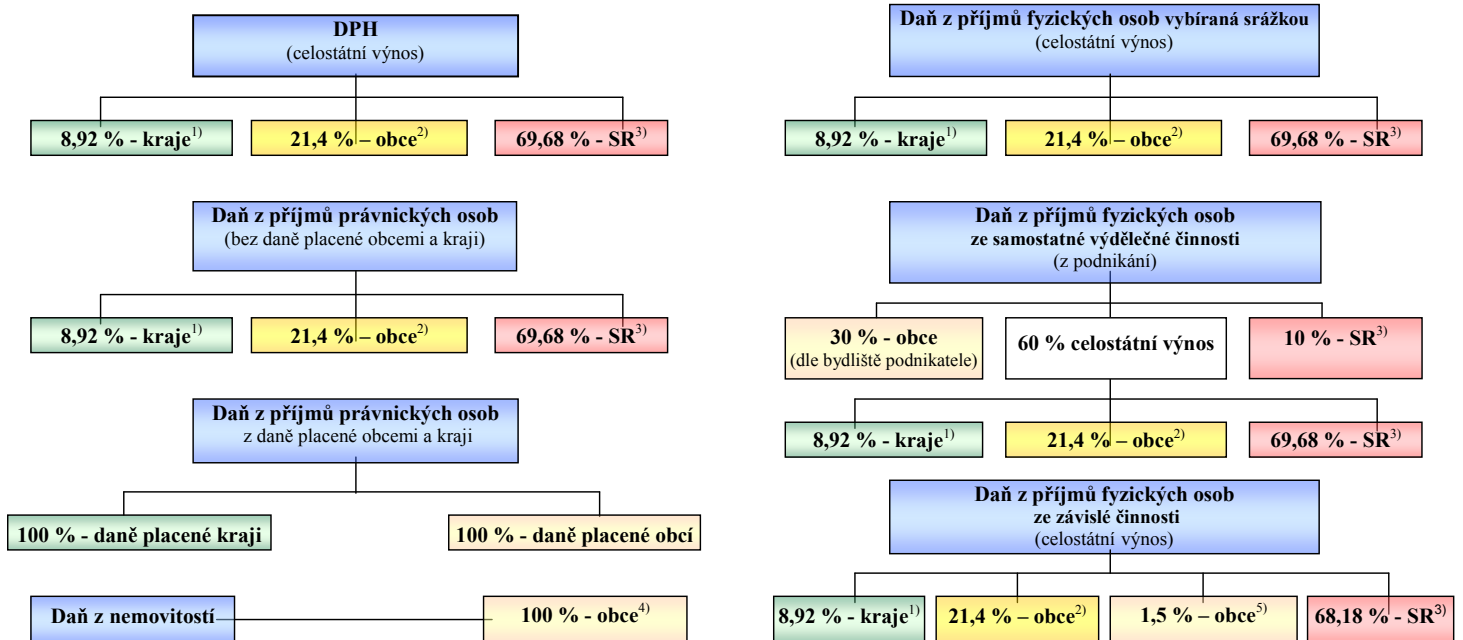 DPH
(celostátní výnos)
8,92 % - kraje1)
21,4 % – obce2)
69,68 % - SR3)
Daň z příjmů právnických osob
(bez daně placené obcemi a kraji)
8,92 % - kraje1)
21,4 % – obce2)
69,68 % - SR3)
Daň z příjmů právnických osob
z daně placené obcemi a kraji
100 % - daně placené kraji
100 % - daně placené obcí
Daň z nemovitostí
100 % - obce4)
Daň z příjmů fyzických osob vybíraná srážkou
(celostátní výnos)
8,92 % - kraje1)
21,4 % – obce2)
69,68 % - SR3)
Daň z příjmů fyzických osob
ze samostatné výdělečné činnosti
(z podnikání)
30 % - obce
(dle bydliště podnikatele)
60 % celostátní výnos
10 % - SR3)
8,92 % - kraje1)
21,4 % – obce2)
69,68 % - SR3)
Daň z příjmů fyzických osob
ze závislé činnosti
(celostátní výnos)
8,92 % - kraje1)
21,4 % – obce2)
1,5 % – obce5)
68,18 % - SR3)